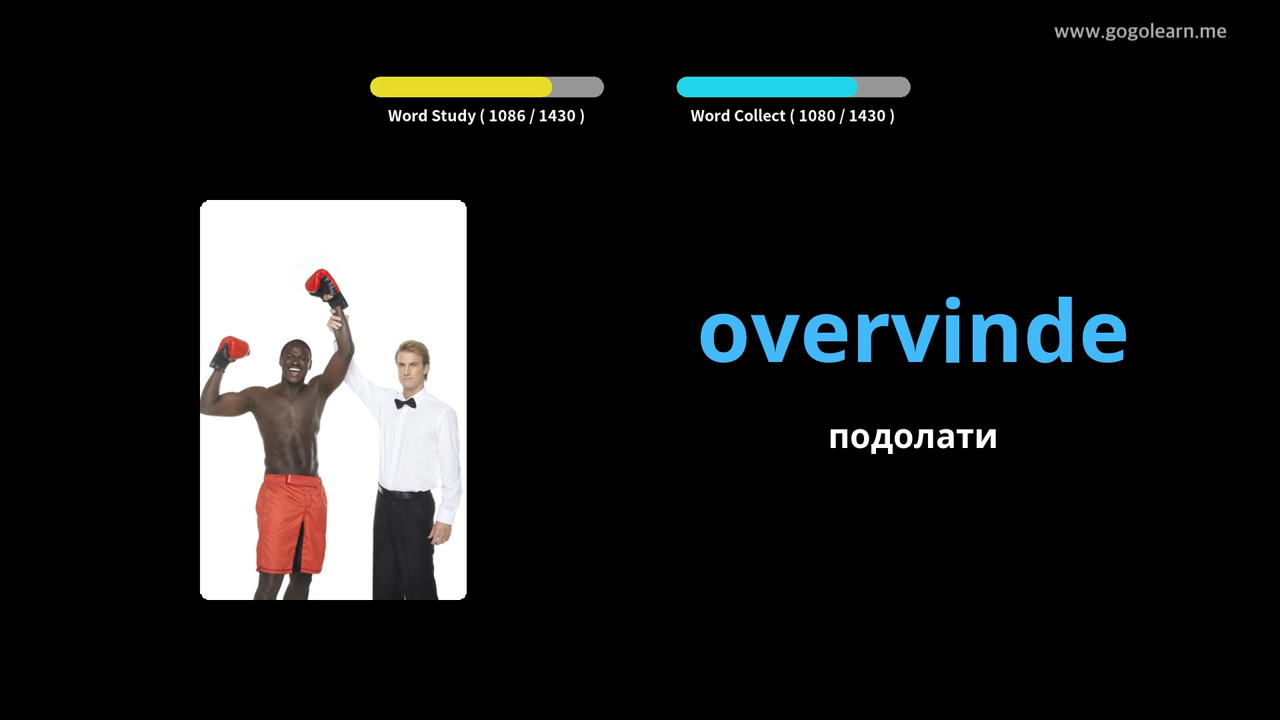 www.gogolearn.me
Word Study ( 1086 / 1430 )
Word Collect ( 1080 / 1430 )
overvinde
подолати